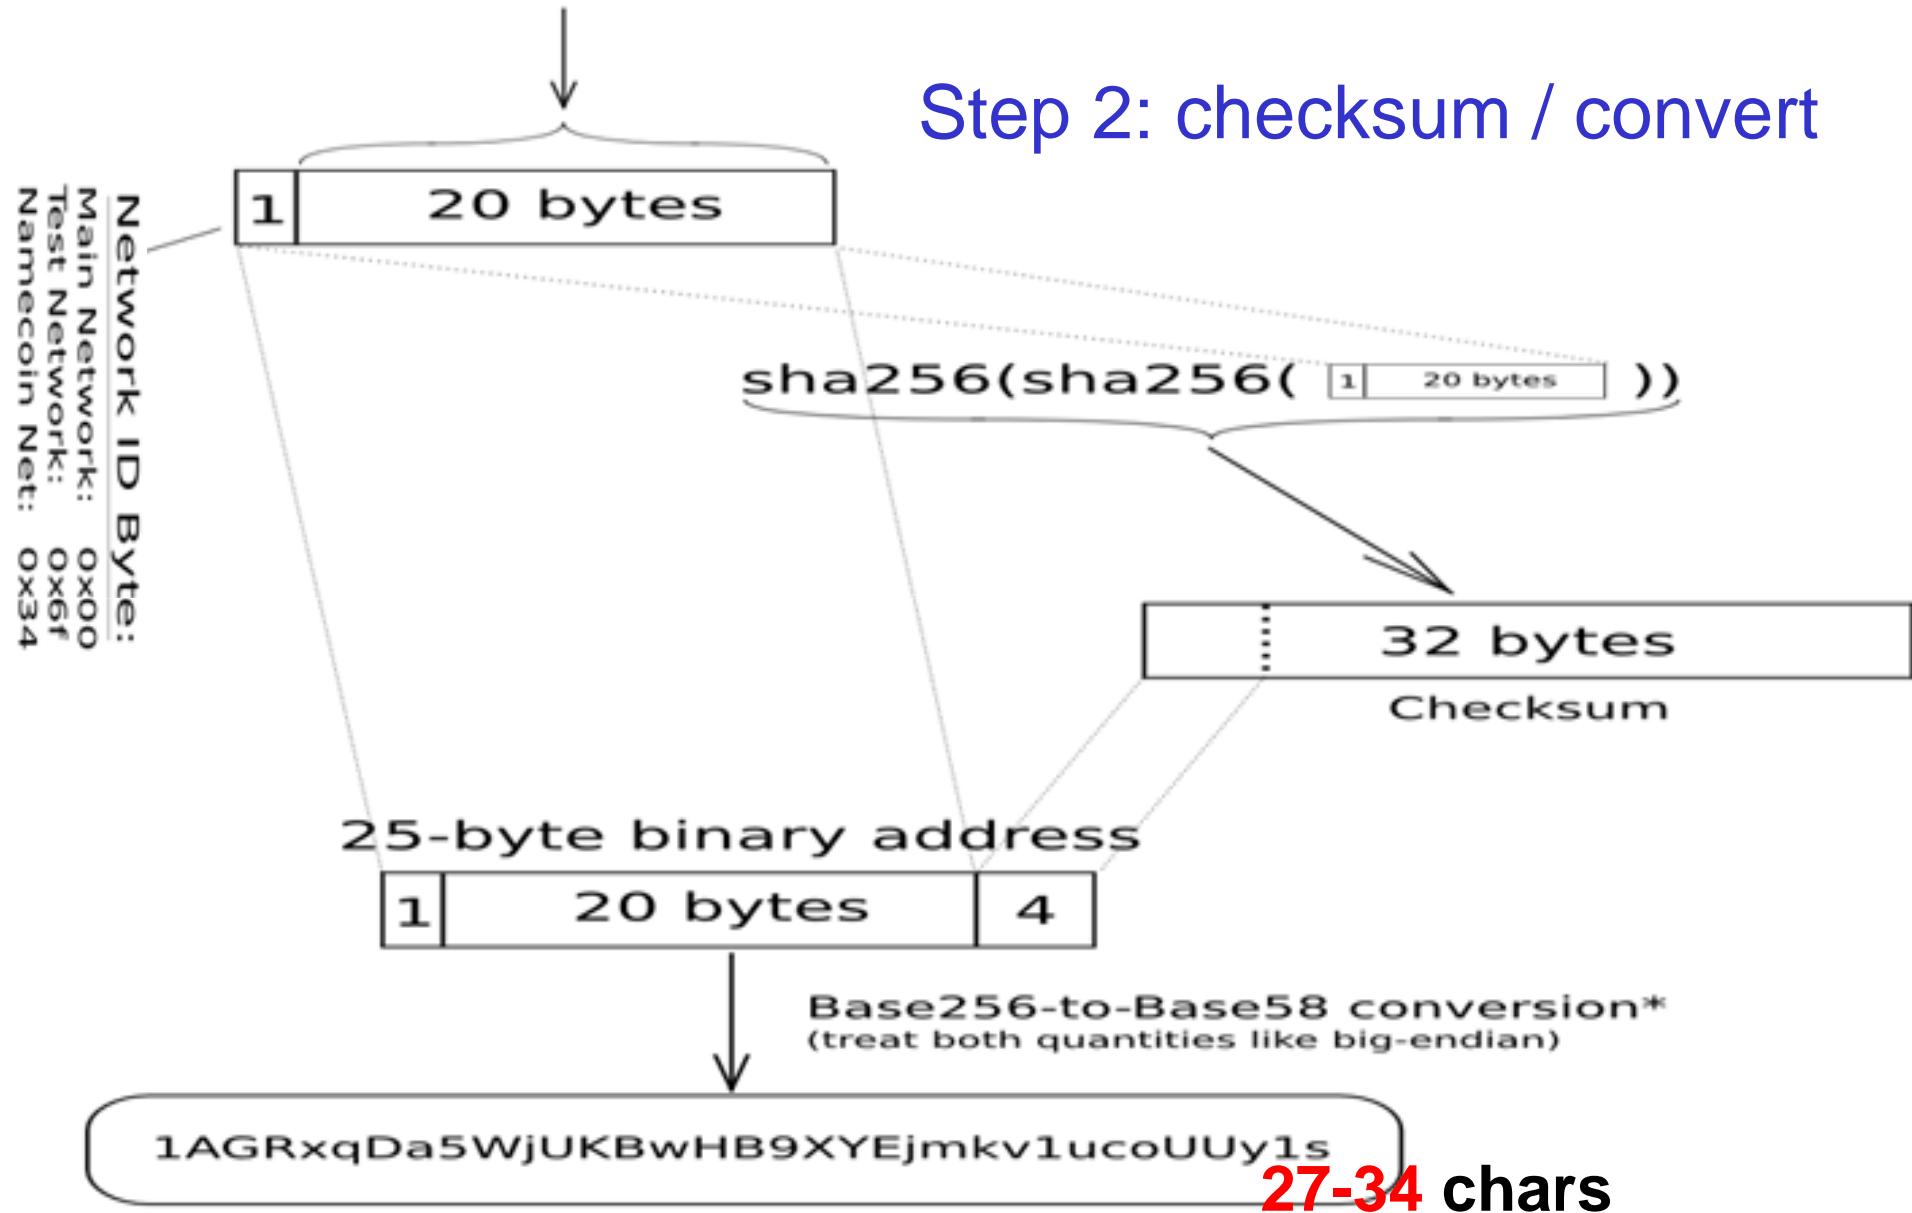 Step 2: checksum / convert
1 20 bytes
Network ID Byte:
Main Network: 0x00
Test Network: 0x6f
Namecoin Net: 0x34
sha256(sha256( 1 20 bytes ))
32 bytes
Checksum
25-byte binary address
1 20 bytes 4
Base256-to-Base58 conversion*
(treat both quantities like big-endian)
1AGRxqDa5WjUKBwHB9XYEjmkv1ucoUUy1s
27-34 chars